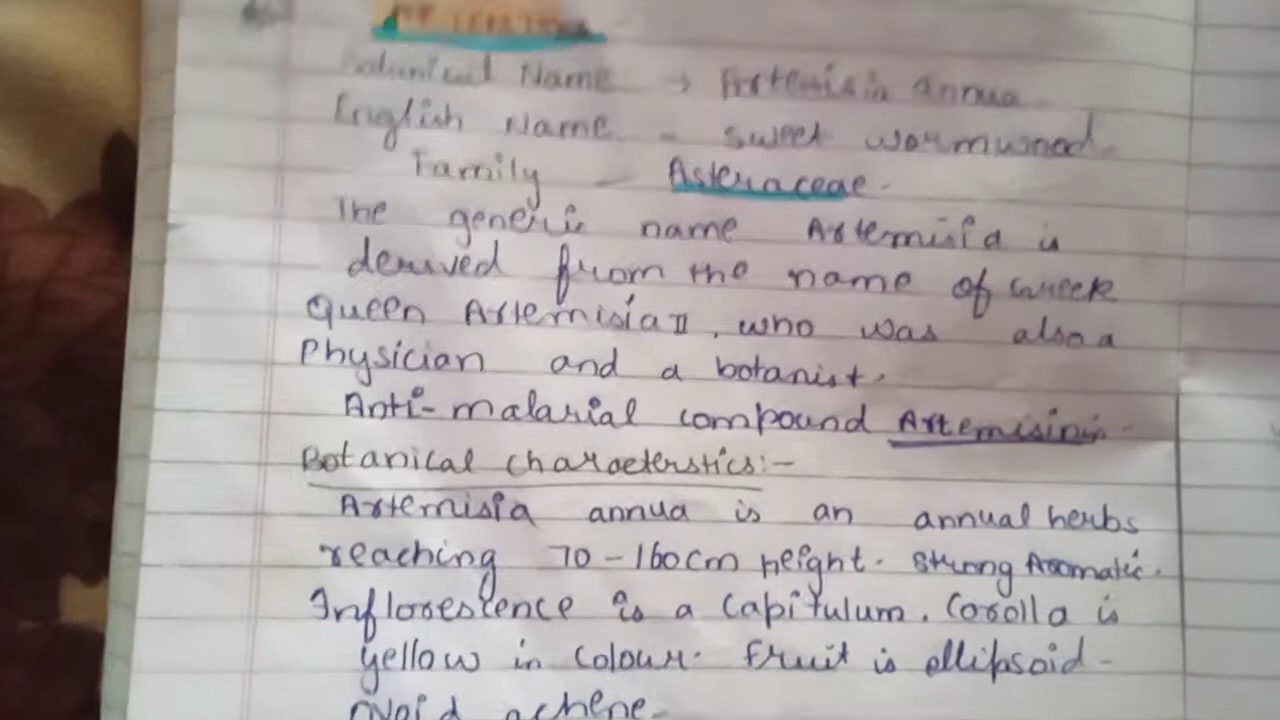 Botanical Name → Artemisia annua
English Name - sweet wormwood.
Family - Asteraceae.
The generic name Artemisia is
derived from the name of Greek
Queen Artemisia II, who was also a
Physician and a botanist.
Anti-malarial compound Artemisinin.
Botanical characterstics:-
Artemisia annua is an annual herbs
reaching 70-160cm height. Strong Aromatic.
Inflorescence is a capitulum. Corolla is
yellow in colour. Fruit is ellipsoid-
ovoid achene.